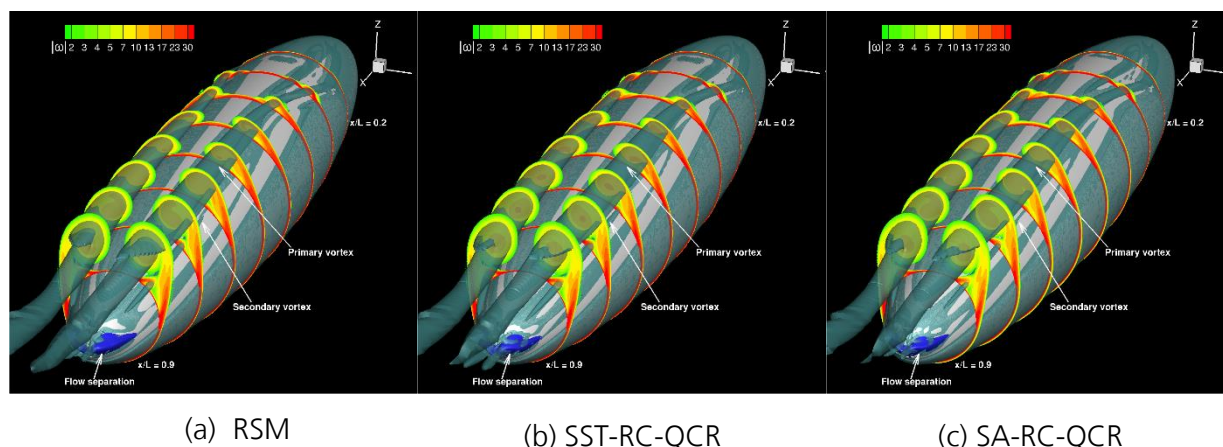 |ω| 2 3 4 5 7 10 13 17 23 30
Z
X
x/L = 0.2
Primary vortex
Secondary vortex
x/L = 0.9
Flow separation
(a) RSM
|ω| 2 3 4 5 7 10 13 17 23 30
Z
X
x/L = 0.2
Primary vortex
Secondary vortex
x/L = 0.9
Flow separation
(b) SST-RC-QCR
|ω| 2 3 4 5 7 10 13 17 23 30
Z
X
x/L = 0.2
Primary vortex
Secondary vortex
x/L = 0.9
Flow separation
(c) SA-RC-QCR